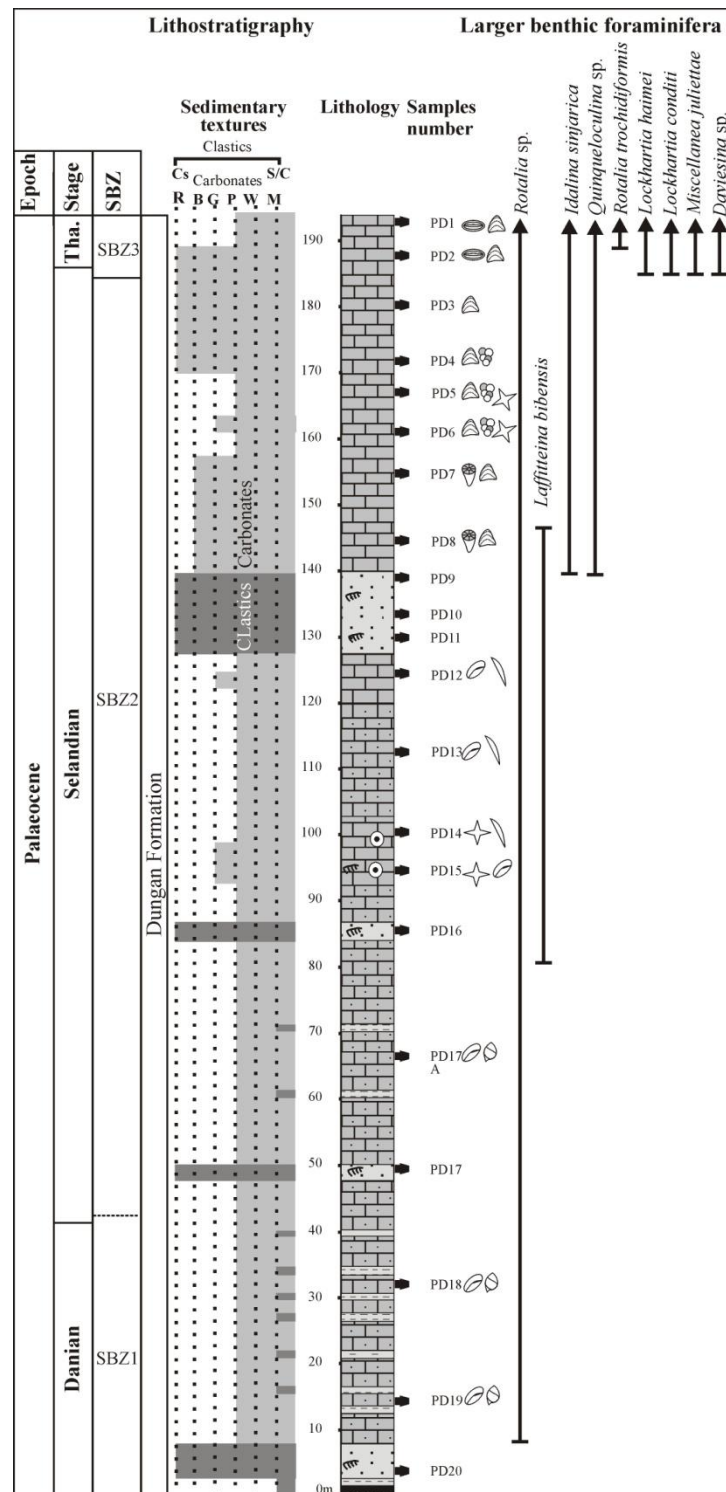 Lithostratigraphy
Larger benthic foraminifera
Sedimentary
textures
Lithology
Samples
number
Clastics
Cs
S/C
Carbonates
R B G P W M
Epoch
Stage
SBZ
Rotalia sp.
Laffitteina bibensis
Idalina sinjarica
Quinqueloculina sp.
Rotalia trochidiformis
Lockhartia haimei
Lockhartia conditi
Miscellanea juliettae
Daviesina sp.
Palaeocene
Tha.
Selandian
Danian
SBZ3
SBZ2
SBZ1
Dungan Formation
Carbonates
CLastics
190
180
170
160
150
140
130
120
110
100
90
80
70
60
50
40
30
20
10
0m
PD1
PD2
PD3
PD4
PD5
PD6
PD7
PD8
PD9
PD10
PD11
PD12
PD13
PD14
PD15
PD16
PD17
A
PD17
PD18
PD19
PD20